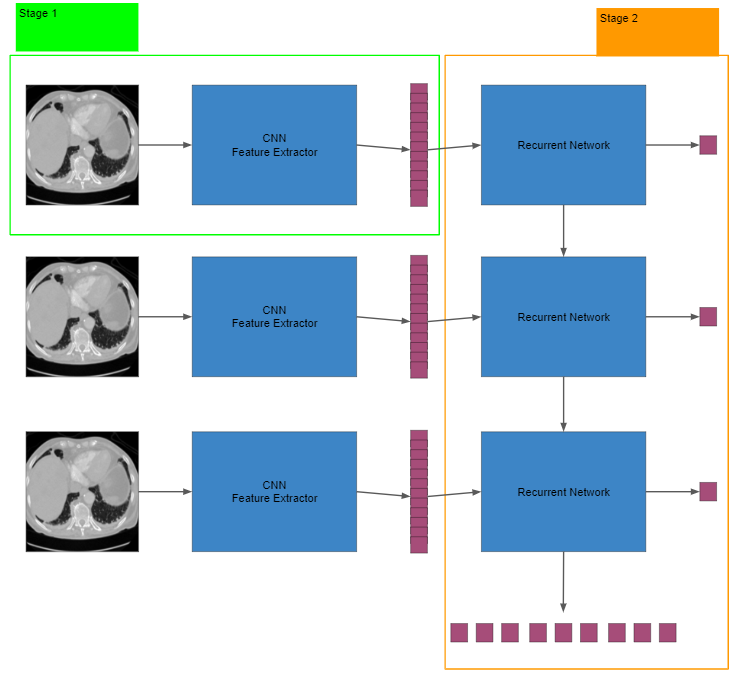 Stage 1
Stage 2
CNN
Feature Extractor
Recurrent Network
CNN
Feature Extractor
Recurrent Network
CNN
Feature Extractor
Recurrent Network